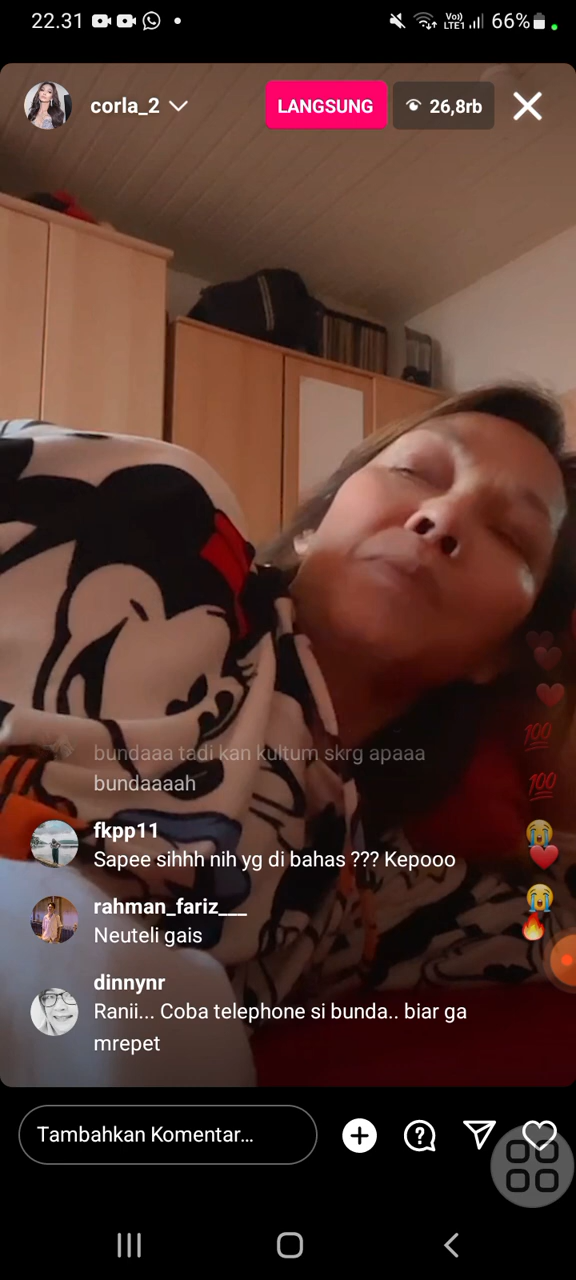 22.31
Vo))
LTE1
66%
corla_2
LANGSUNG
26,8rb
bundaaa tadi kan kultum skrg apaaa
bundaaaah
fkpp11
Sapee sihhh nih yg di bahas ??? Kepooo
rahman_fariz___
Neuteli gais
dinnynr
Ranii... Coba telephone si bunda.. biar ga
mrepet
100
100
Tambahkan Komentar...